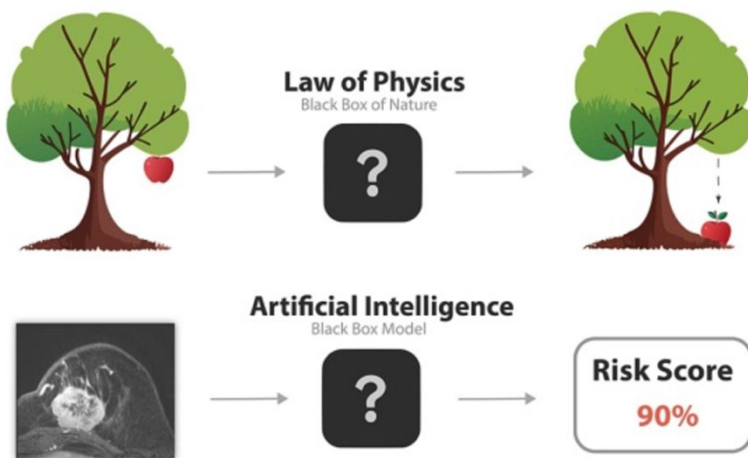 Law of Physics
Black Box of Nature
?
Artificial Intelligence
Black Box Model
?
Risk Score
90%